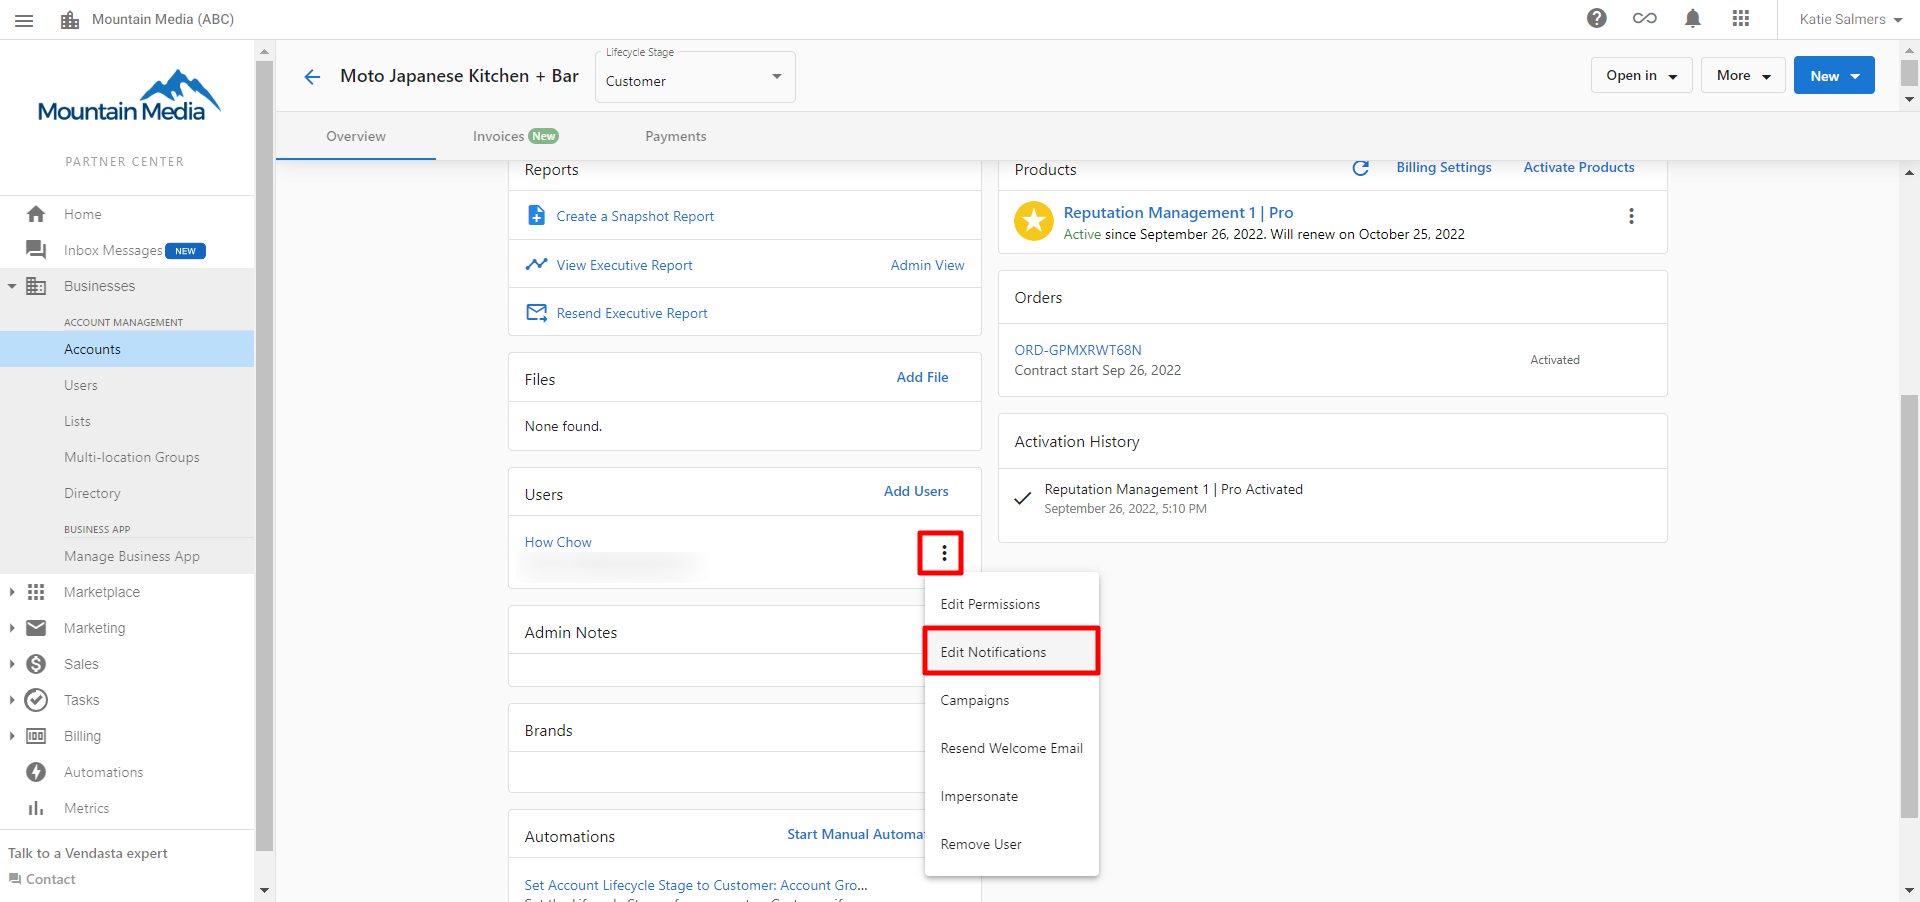 Mountain Media (ABC)
Katie Salmers
Mountain Media
PARTNER CENTER
Home
Inbox Messages NEW
Businesses
ACCOUNT MANAGEMENT
Accounts
Users
Lists
Multi-location Groups
Directory
BUSINESS APP
Manage Business App
Marketplace
Marketing
Sales
Tasks
Billing
Automations
Metrics
Talk to a Vendasta expert
Contact
Moto Japanese Kitchen + Bar
Lifecycle Stage
Customer
Open in
More
New
Overview
Invoices New
Payments
Reports
Create a Snapshot Report
View Executive Report
Admin View
Resend Executive Report
Files
Add File
None found.
Users
Add Users
How Chow
Admin Notes
Brands
Automations
Start Manual Automa
Set Account Lifecycle Stage to Customer: Account Gro...
Edit Permissions
Edit Notifications
Campaigns
Resend Welcome Email
Impersonate
Remove User
Products
Billing Settings
Activate Products
Reputation Management 1 | Pro
Active since September 26, 2022. Will renew on October 25, 2022
Orders
ORD-GPMXRWT68N
Contract start Sep 26, 2022
Activated
Activation History
Reputation Management 1 | Pro Activated
September 26, 2022, 5:10 PM